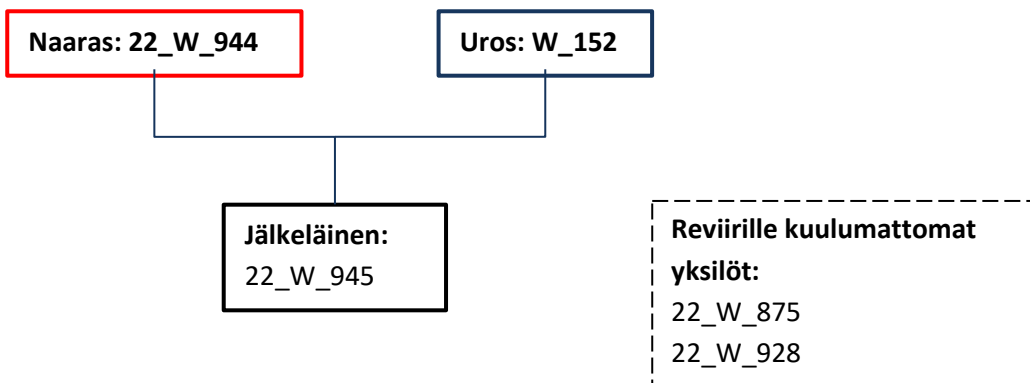 Naaras: 22_W_944
Uros: W_152
Jälkeläinen:
22_W_945
Reviirille kuulumattomat
yksilöt:
22_W_875
22_W_928